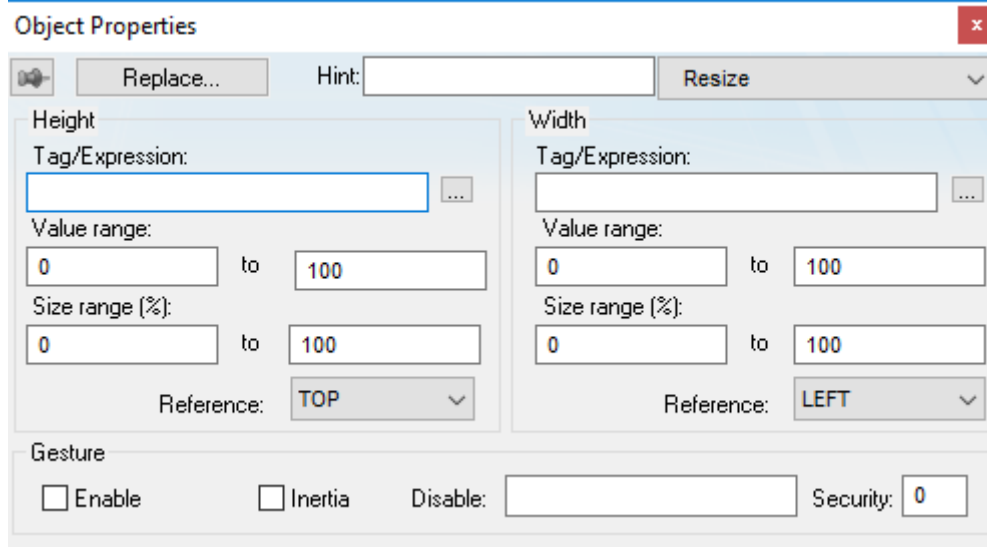 Object Properties x
Replace... Hint: Resize
Height Width
Tag/Expression: Tag/Expression:
... ...
Value range: Value range:
0 to 100 0 to 100
Size range (%): Size range (%):
0 to 100 0 to 100
Reference: TOP Reference: LEFT
Gesture
Enable Inertia Disable: Security: 0